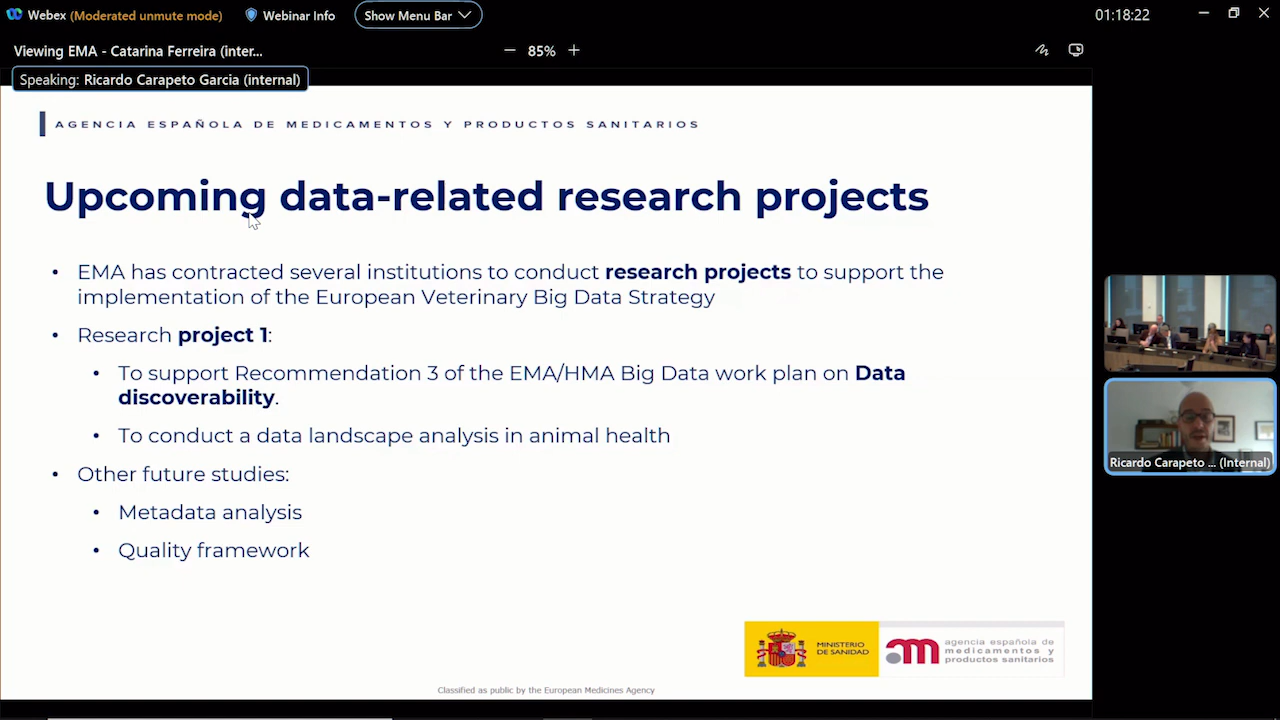 Webex (Moderated unmute mode) Webinar Info Show Menu Bar 01:18:22
Viewing EMA - Catarina Ferreira (inter... 85%
Speaking: Ricardo Carapeto Garcia (internal)
AGENCIA ESPAÑOLA DE MEDICAMENTOS Y PRODUCTOS SANITARIOS
Upcoming data-related research projects
• EMA has contracted several institutions to conduct research projects to support the
implementation of the European Veterinary Big Data Strategy
• Research project 1:
• To support Recommendation 3 of the EMA/HMA Big Data work plan on Data
discoverability.
• To conduct a data landscape analysis in animal health
• Other future studies:
• Metadata analysis
• Quality framework
Ricardo Carapeto ... (Internal)
MINISTERIO
DE SANIDAD
am
agencia española de
medicamentos y
productos sanitarios
Classified as public by the European Medicines Agency